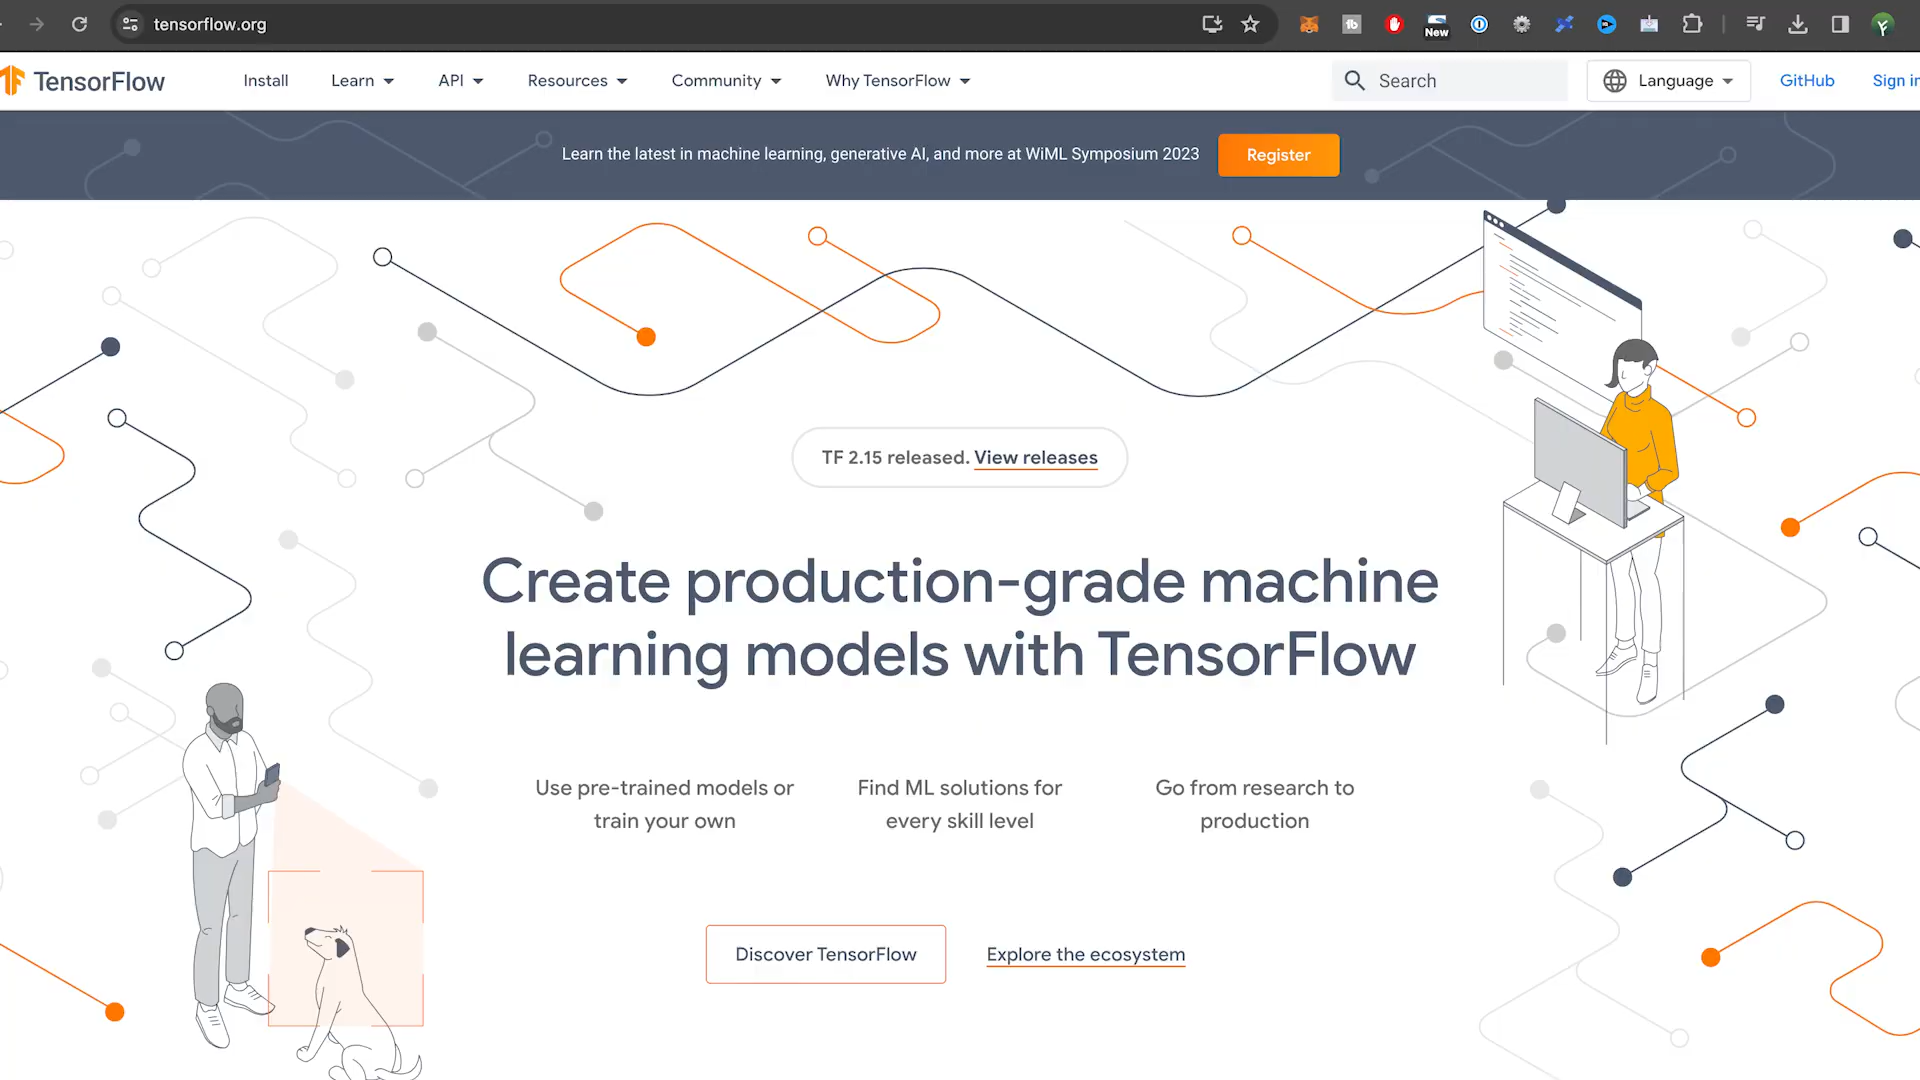 tensorflow.org
New
TensorFlow
Install
Learn
API
Resources
Community
Why TensorFlow
Search
Language
GitHub
Sign in
Learn the latest in machine learning, generative AI, and more at WiML Symposium 2023
Register
TF 2.15 released. View releases
Create production-grade machine
learning models with TensorFlow
Use pre-trained models or
train your own
Find ML solutions for
every skill level
Go from research to
production
Discover TensorFlow
Explore the ecosystem